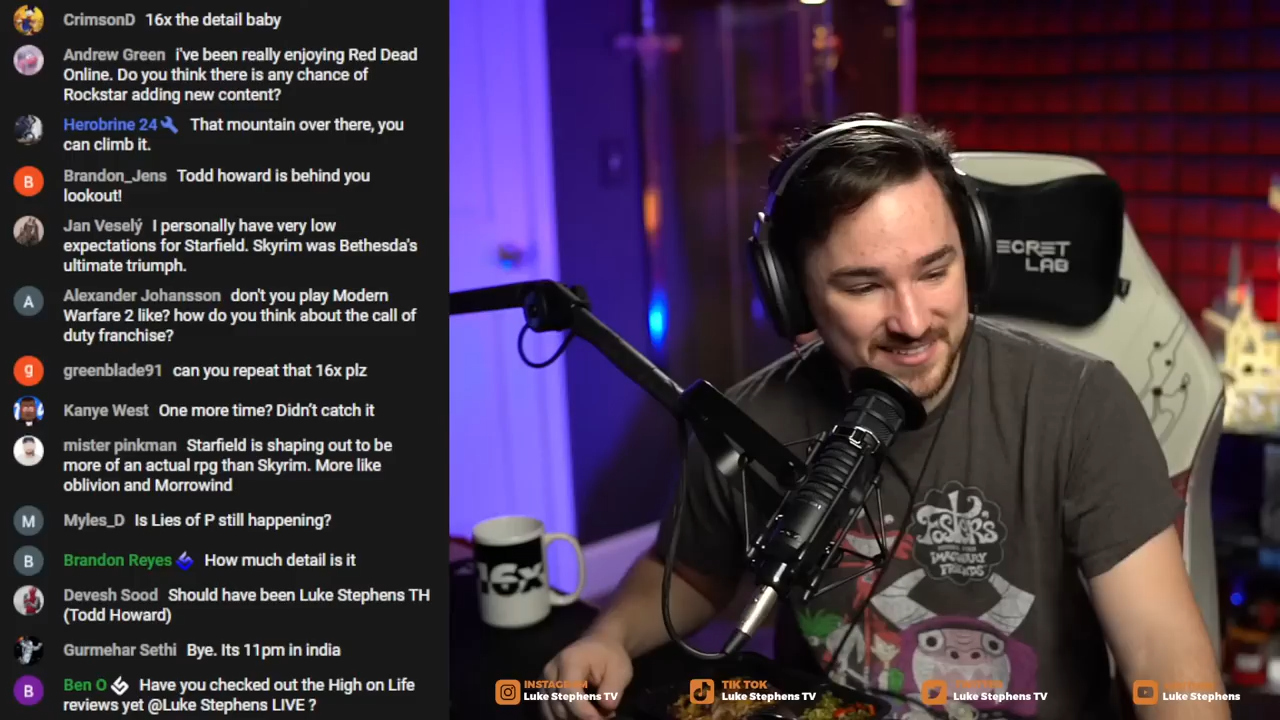 CrimsonD 16x the detail baby
Andrew Green i've been really enjoying Red Dead
Online. Do you think there is any chance of
Rockstar adding new content?
Herobrine 24 That mountain over there, you
can climb it.
Brandon_Jens Todd howard is behind you
lookout!
Jan Veselý I personally have very low
expectations for Starfield. Skyrim was Bethesda's
ultimate triumph.
A
Alexander Johansson don't you play Modern
Warfare 2 like? how do you think about the call of
duty franchise?
g
greenblade91 can you repeat that 16x plz
Kanye West One more time? Didn't catch it
mister pinkman Starfield is shaping out to be
more of an actual rpg than Skyrim. More like
oblivion and Morrowind
M
Myles_D Is Lies of P still happening?
B
Brandon Reyes How much detail is it
Devesh Sood Should have been Luke Stephens TH
(Todd Howard)
Gurmehar Sethi Bye. Its 11pm in india
B
Ben O Have you checked out the High on Life
reviews yet @Luke Stephens LIVE ?
B
ECRET
LAB
16x
Foster's
HOME FOR
IMAGINARY
FRIENDS
INSTAGRAM
Luke Stephens TV
TIK TOK
Luke Stephens TV
TWITTER
Luke Stephens TV
YOUTUBE
Luke Stephens